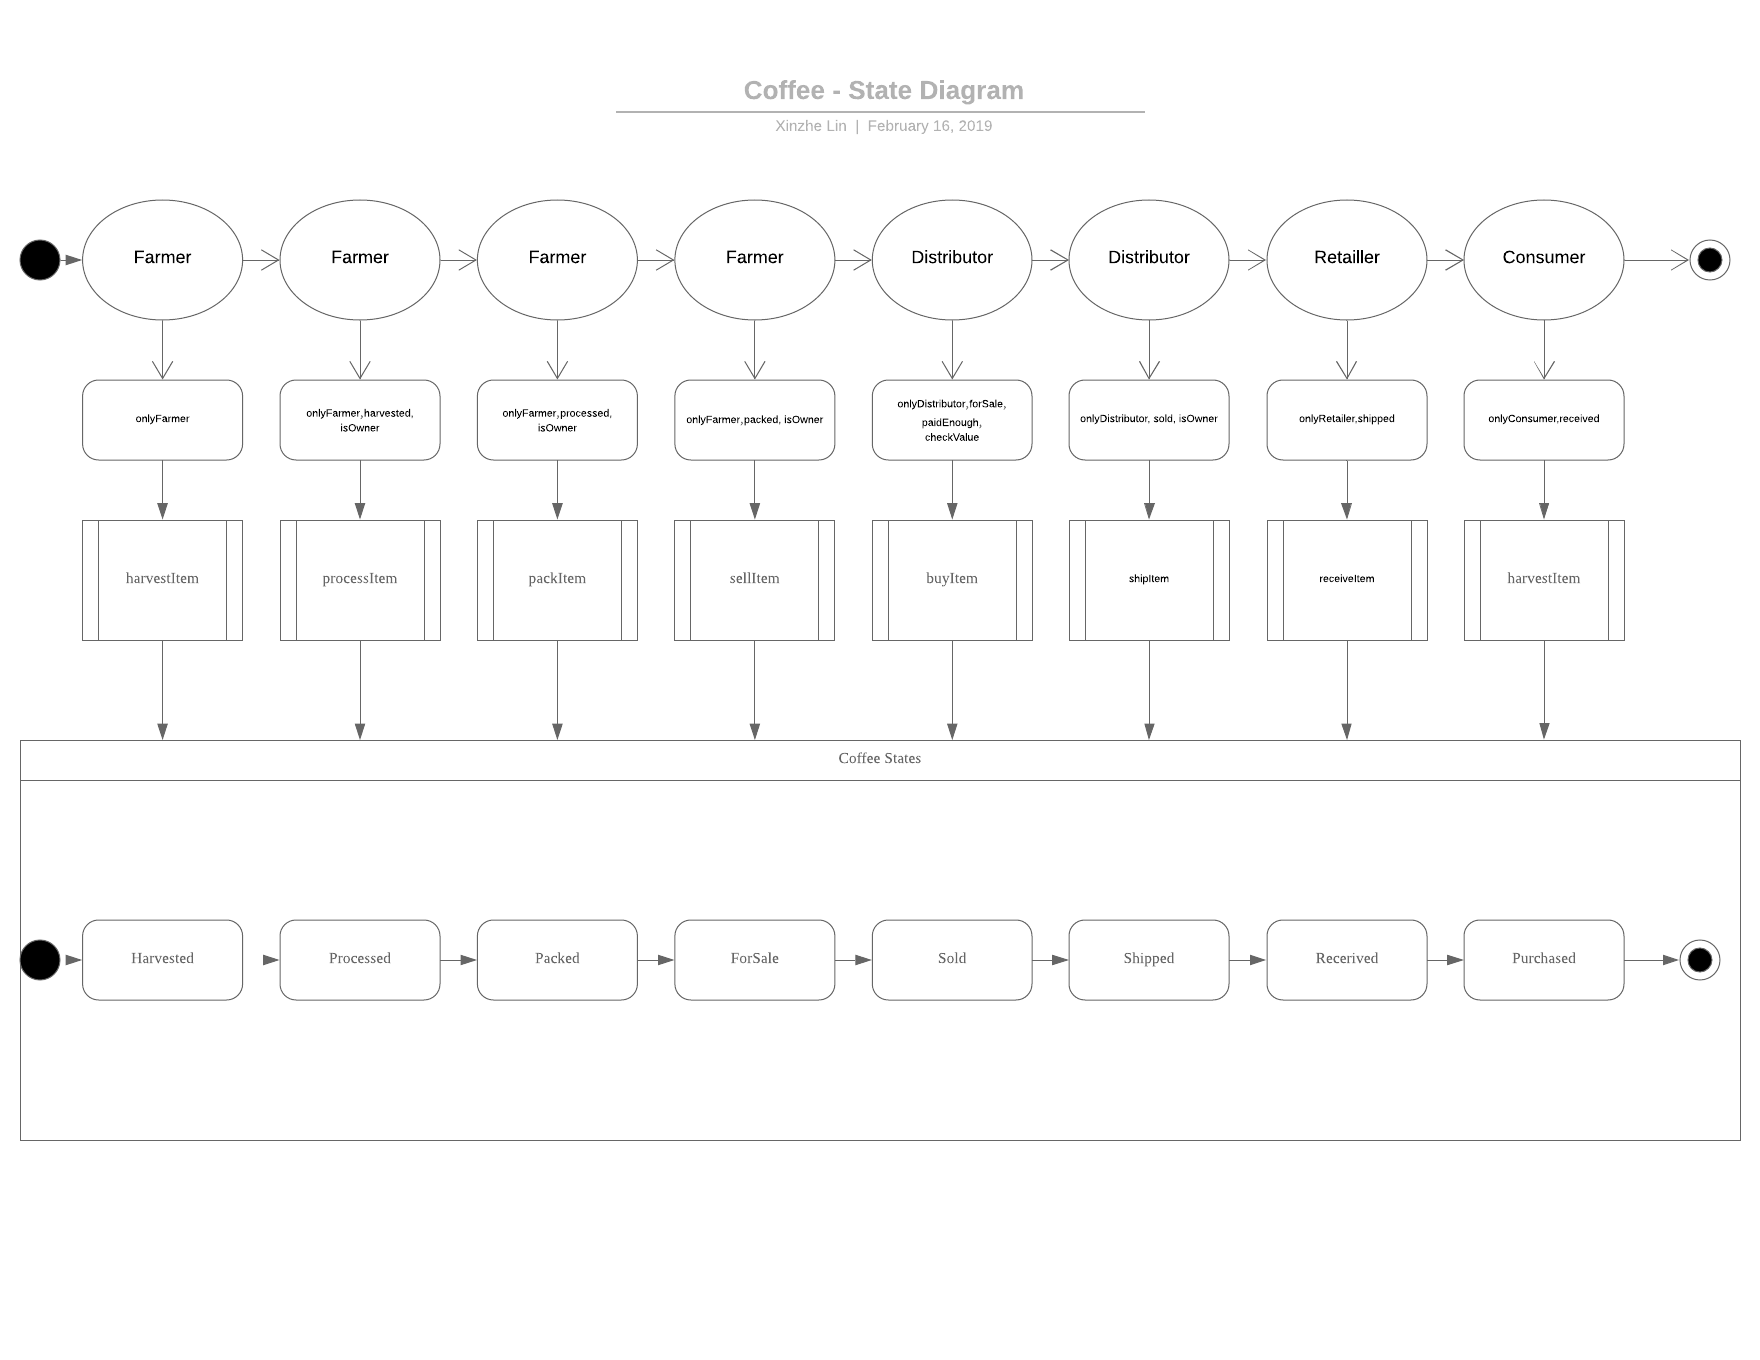 Coffee - State Diagram
Xinzhe Lin | February 16, 2019
Farmer
Farmer
Farmer
Farmer
Distributor
Distributor
Retailler
Consumer
onlyFarmer
onlyFarmer,harvested,
isOwner
onlyFarmer,processed,
isOwner
onlyFarmer,packed, isOwner
onlyDistributor,forSale,
paidEnough,
checkValue
onlyDistributor, sold, isOwner
onlyRetailer,shipped
onlyConsumer,received
harvestItem
processItem
packItem
sellItem
buyItem
shipItem
receiveItem
harvestItem
Coffee States
Harvested
Processed
Packed
ForSale
Sold
Shipped
Recerived
Purchased